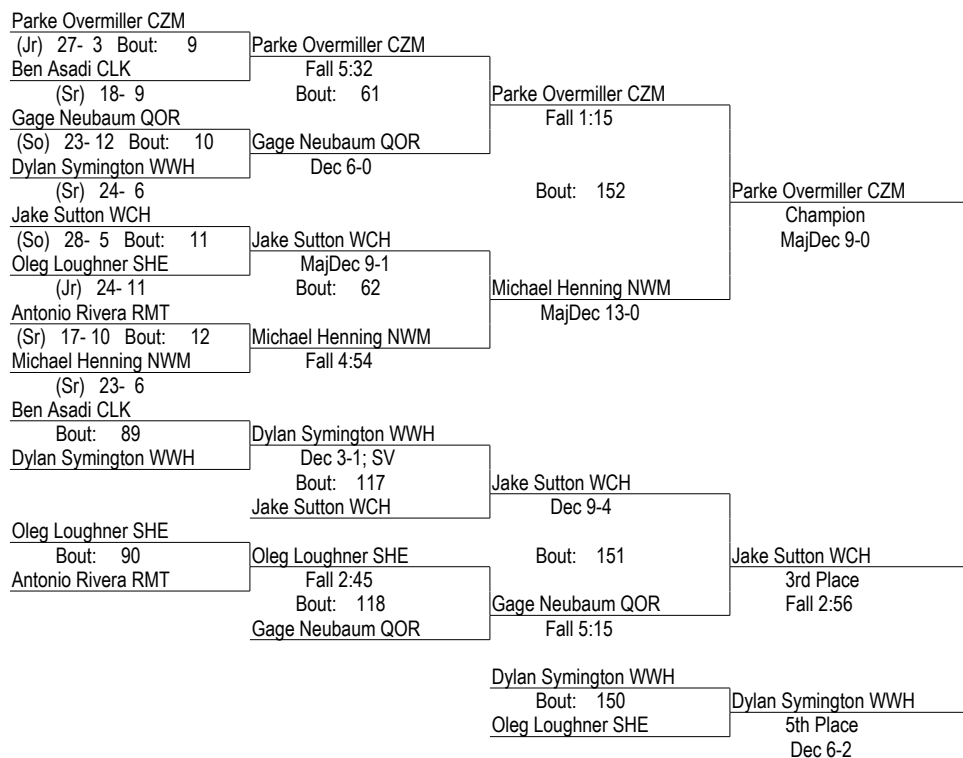 Parke Overmiller CZM
(Jr) 27- 3 Bout: 9
Parke Overmiller CZM
Ben Asadi CLK
Fall 5:32
(Sr) 18- 9
Bout: 61
Parke Overmiller CZM
Gage Neubaum QOR
Fall 1:15
(So) 23- 12 Bout: 10
Gage Neubaum QOR
Dylan Symington WWH
Dec 6-0
(Sr) 24- 6
Bout: 152
Parke Overmiller CZM
Jake Sutton WCH
Champion
(So) 28- 5 Bout: 11
Jake Sutton WCH
MajDec 9-0
Oleg Loughner SHE
MajDec 9-1
(Jr) 24- 11
Bout: 62
Michael Henning NWM
Antonio Rivera RMT
MajDec 13-0
(Sr) 17- 10 Bout: 12
Michael Henning NWM
Michael Henning NWM
Fall 4:54
(Sr) 23- 6
Ben Asadi CLK
Bout: 89
Dylan Symington WWH
Dylan Symington WWH
Dec 3-1; SV
Bout: 117
Jake Sutton WCH
Jake Sutton WCH
Dec 9-4
Oleg Loughner SHE
Bout: 90
Oleg Loughner SHE
Bout: 151
Jake Sutton WCH
Antonio Rivera RMT
Fall 2:45
3rd Place
Bout: 118
Gage Neubaum QOR
Fall 2:56
Gage Neubaum QOR
Fall 5:15
Dylan Symington WWH
Bout: 150
Dylan Symington WWH
Oleg Loughner SHE
5th Place
Dec 6-2